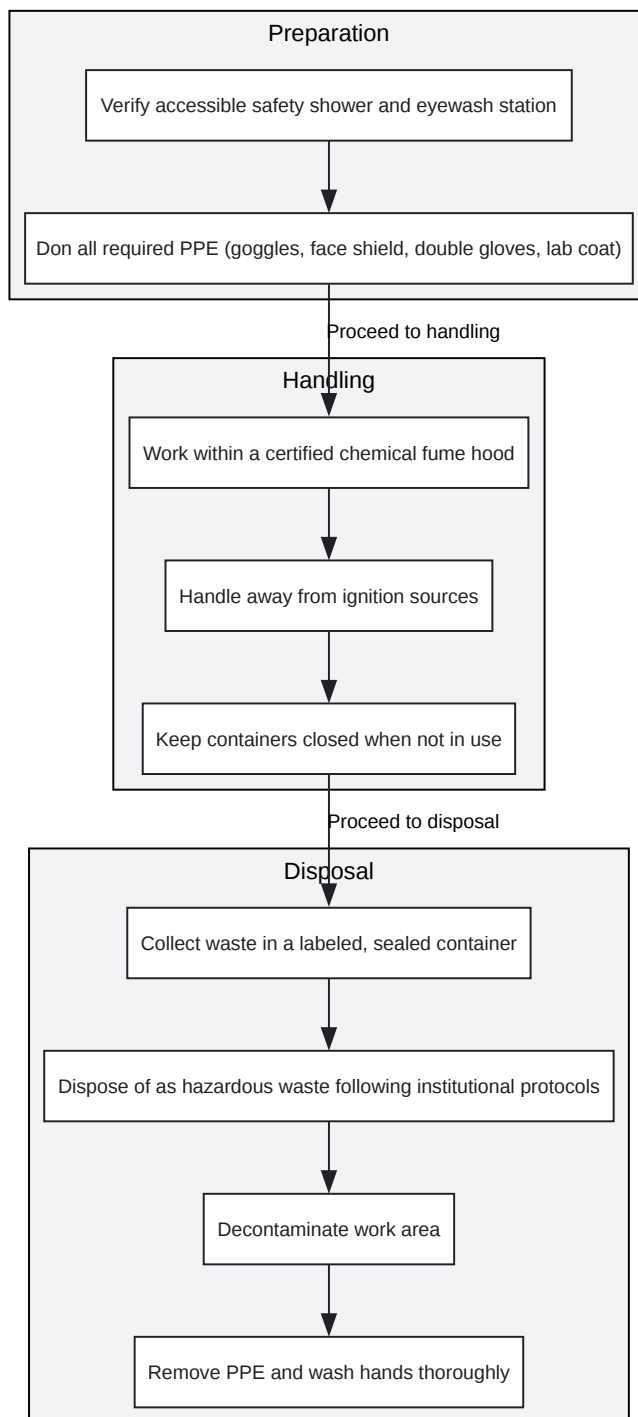 Preparation
Verify accessible safety shower and eyewash station
Don all required PPE (goggles, face shield, double gloves, lab coat)
Proceed to handling
Handling
Work within a certified chemical fume hood
Handle away from ignition sources
Keep containers closed when not in use
Proceed to disposal
Disposal
Collect waste in a labeled, sealed container
Dispose of as hazardous waste following institutional protocols
Decontaminate work area
Remove PPE and wash hands thoroughly